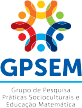 GPSEM
Grupo de Pesquisa
Práticas Socioculturais e
Educação Matemática